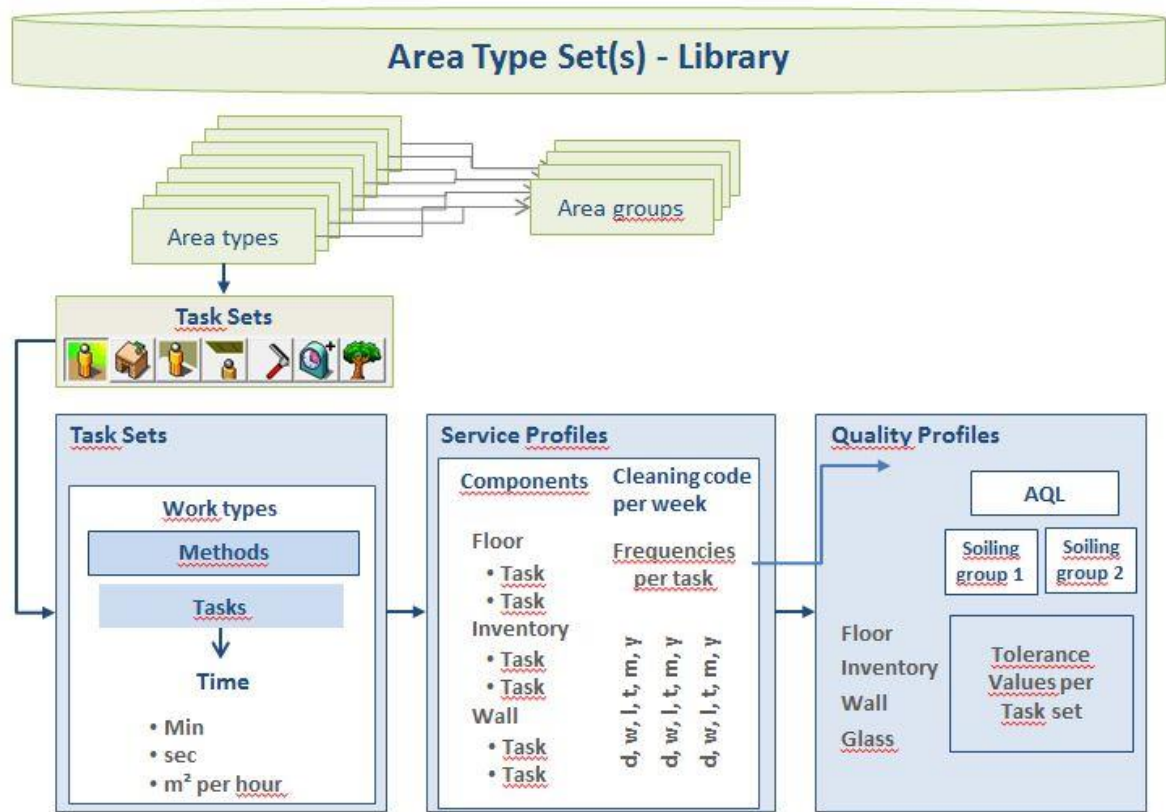 Area Type Set(s) - Library
Area types
Area groups
Task Sets
Task Sets
Work types
Methods
Tasks
Time
• Min
• sec
• m² per hour
Service Profiles
Components
Floor
• Task
• Task
Inventory
• Task
• Task
Wall
• Task
• Task
Cleaning code
per week
Frequencies
per task
d, w, l, t, m, y
d, w, l, t, m, y
d, w, l, t, m, y
Quality Profiles
AQL
Soiling
group 1
Soiling
group 2
Floor
Inventory
Wall
Glass
Tolerance
Values per
Task set